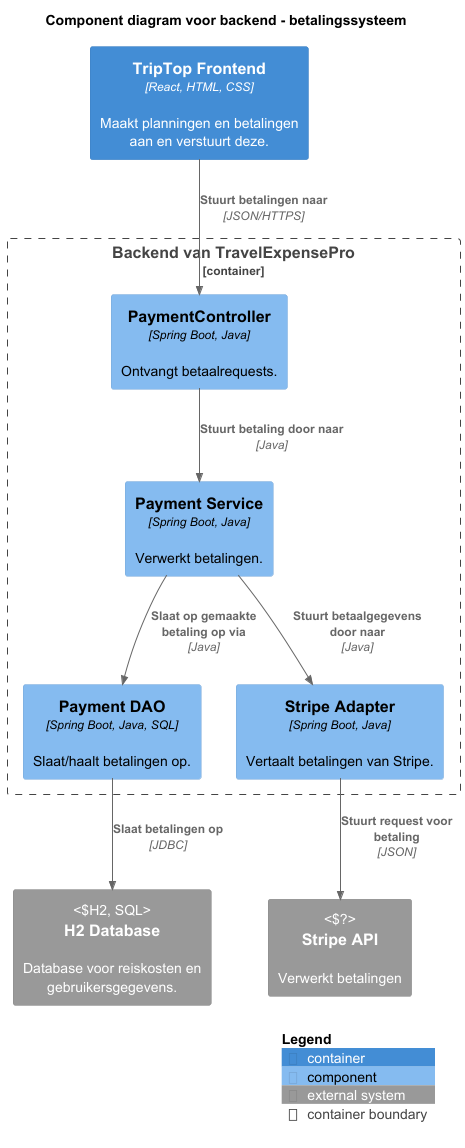 Component diagram voor backend - betalingssysteem
TripTop Frontend
[React, HTML, CSS]
Maakt planningen en betalingen
aan en verstuurt deze.
Stuurt betalingen naar
[JSON/HTTPS]
Backend van TravelExpensePro
[container]
PaymentController
[Spring Boot, Java]
Ontvangt betaalrequests.
Stuurt betaling door naar
[Java]
Payment Service
[Spring Boot, Java]
Verwerkt betalingen.
Slaat op gemaakte
betaling op via
[Java]
Stuurt betaalgegevens
door naar
[Java]
Payment DAO
[Spring Boot, Java, SQL]
Slaat/haalt betalingen op.
Stripe Adapter
[Spring Boot, Java]
Vertaalt betalingen van Stripe.
Slaat betalingen op
[JDBC]
Stuurt request voor
betaling
[JSON]
<$H2, SQL>
H2 Database
Database voor reiskosten en
gebruikersgegevens.
<$?>
Stripe API
Verwerkt betalingen
Legend
container
component
external system
container boundary